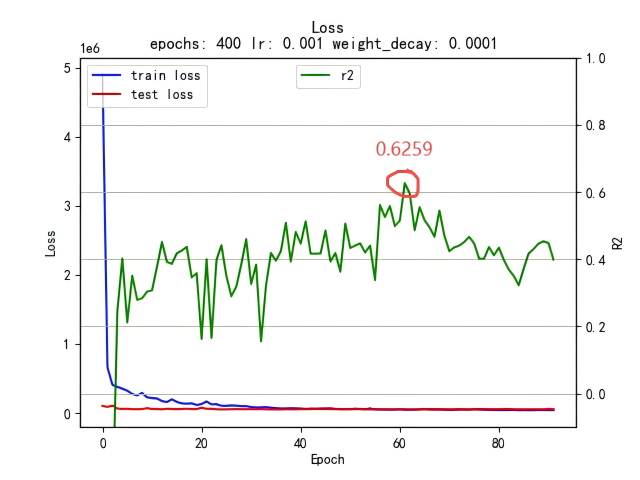 Loss
epochs: 400 lr: 0.001 weight_decay: 0.0001
1e6
train loss
test loss
r2
0.6259
5
4
3
2
1
0
1.0
0.8
0.6
0.4
0.2
0.0
Loss
R2
0
20
40
60
80
Epoch